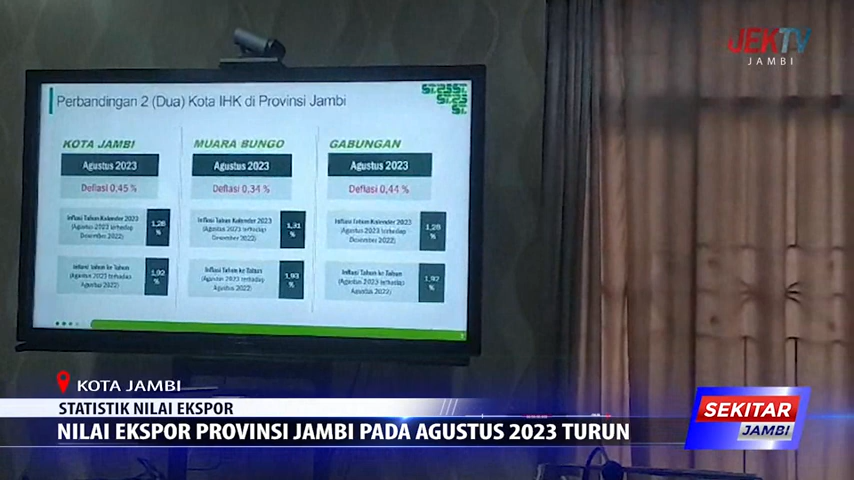 JEKTV
JAMBI
Perbandingan 2 (Dua) Kota IHK di Provinsi Jambi
KOTA JAMBI
Agustus 2023
Deflasi 0,45 %
Inflasi Tahun Kalender 2023
(Agustus 2023 terhadap
Desember 2022)
1,26
%
Inflasi Tahun ke Tahun
(Agustus 2023 terhadap
Agustus 2022)
1,92
%
MUARA BUNGO
Agustus 2023
Deflasi 0,34 %
Inflasi Tahun Kalender 2023
(Agustus 2023 terhadap
Desember 2022)
1,31
%
Inflasi Tahun ke Tahun
(Agustus 2023 terhadap
Agustus 2022)
1,93
%
GABUNGAN
Agustus 2023
Deflasi 0,44 %
Inflasi Tahun Kalender 2023
(Agustus 2023 terhadap
Desember 2022)
1,26
%
Inflasi Tahun ke Tahun
(Agustus 2023 terhadap
Agustus 2022)
1,92
%
KOTA JAMBI
STATISTIK NILAI EKSPOR
NILAI EKSPOR PROVINSI JAMBI PADA AGUSTUS 2023 TURUN
SEKITAR
JAMBI